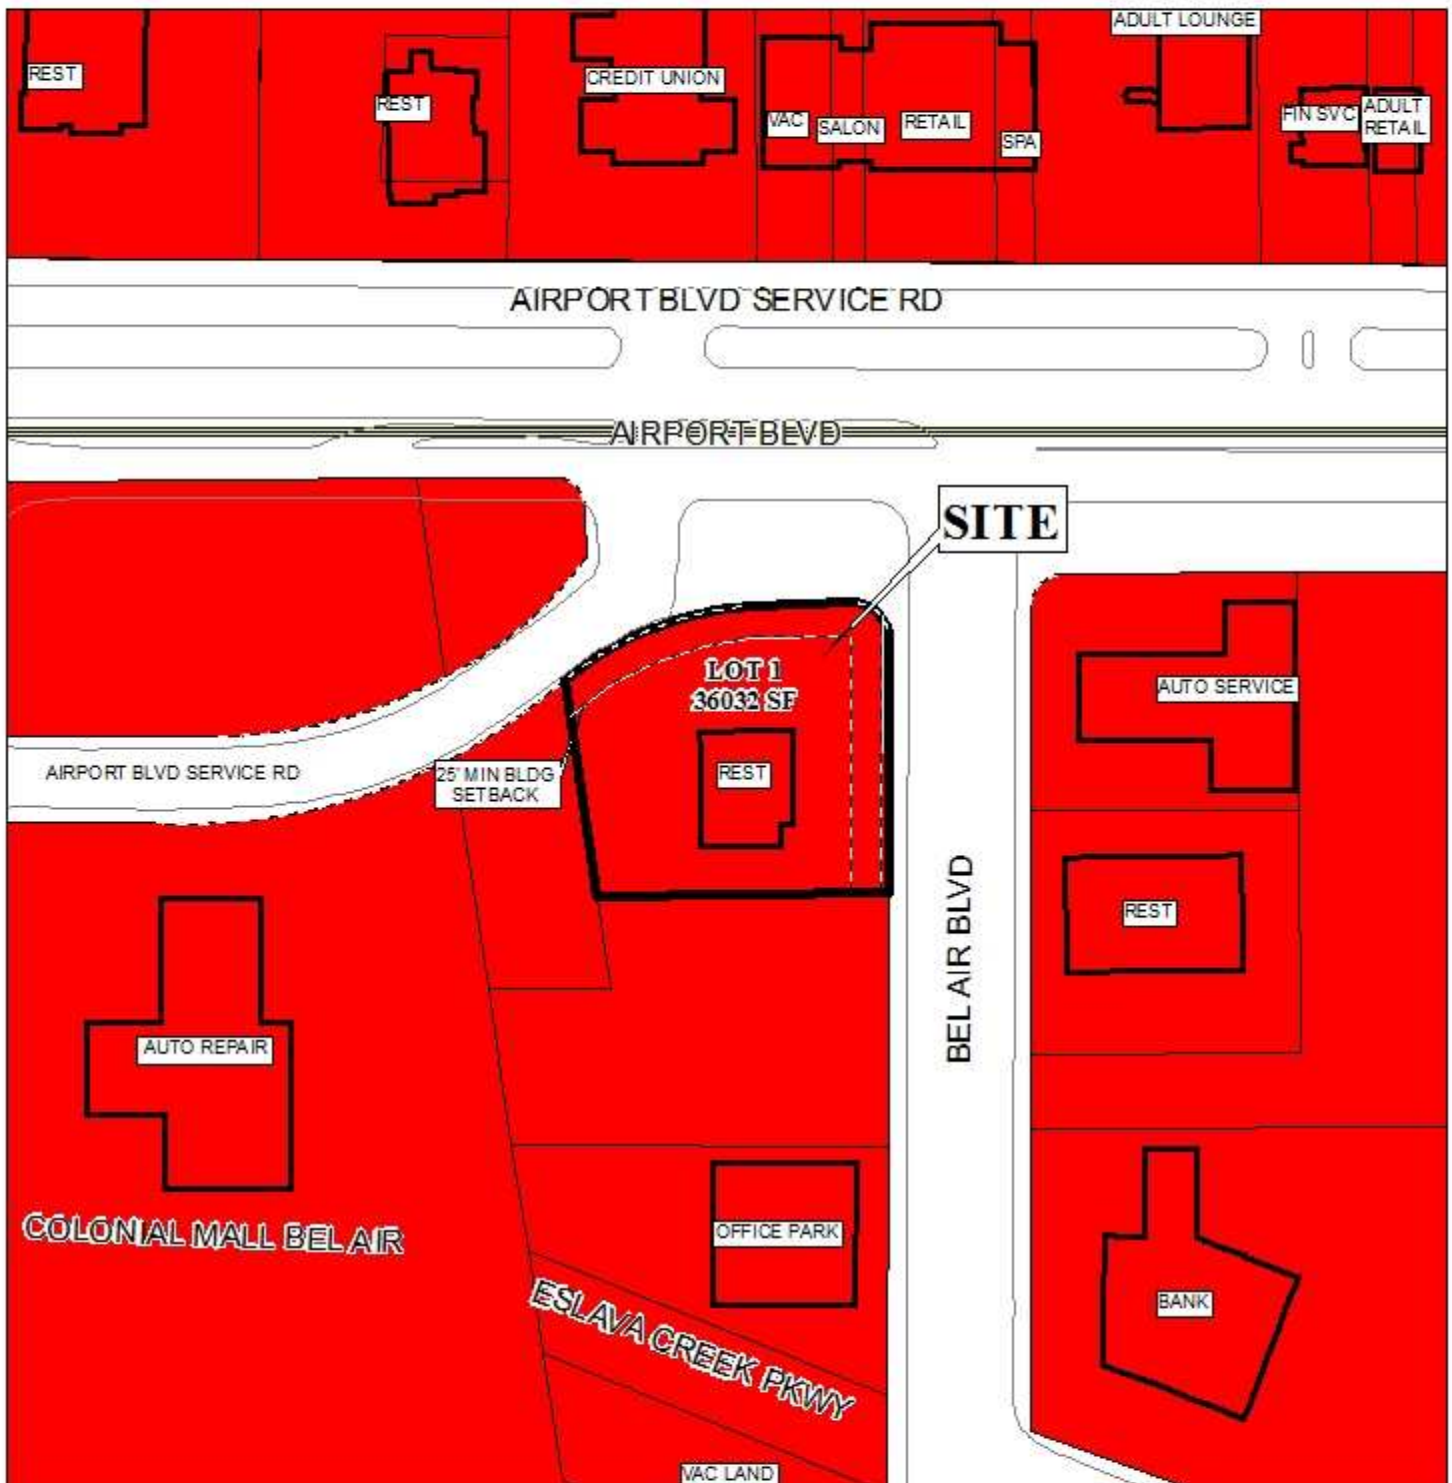 ADULT LOUNGE
REST
REST
CREDIT UNION
VAC
SALON
RETAIL
SPA
FIN SVC
ADULT
RETAIL
AIRPORT BLVD SERVICE RD
AIRPORT BLVD
SITE
LOT 1
36032 SF
AUTO SERVICE
AIRPORT BLVD SERVICE RD
25' MIN BLDG
SETBACK
REST
REST
BEL AIR BLVD
AUTO REPAIR
COLONIAL MALL BEL AIR
OFFICE PARK
ESLAVA CREEK PKWY
BANK
VAC LAND